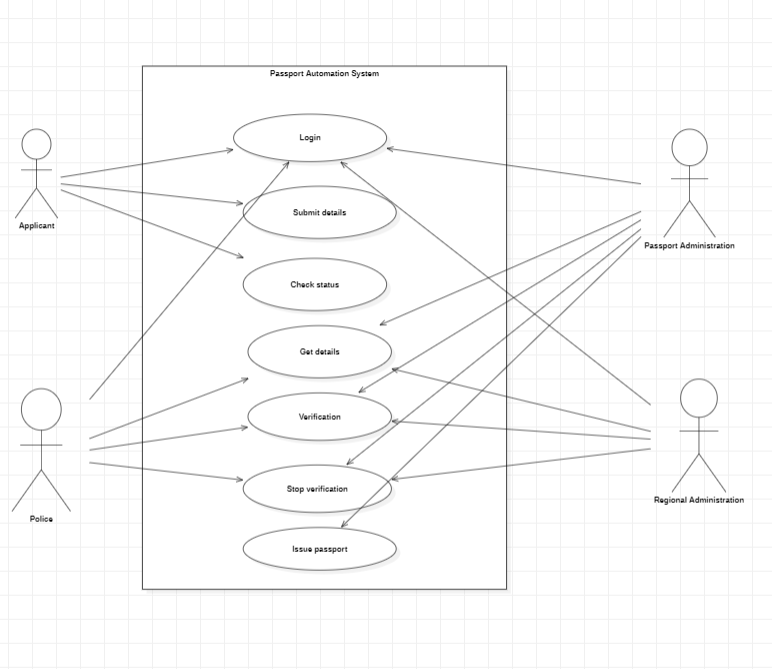 Passport Automation System
Login
Submit details
Applicant
Passport Administration
Check status
Get details
Verification
Stop verification
Regional Administration
Police
Issue passport